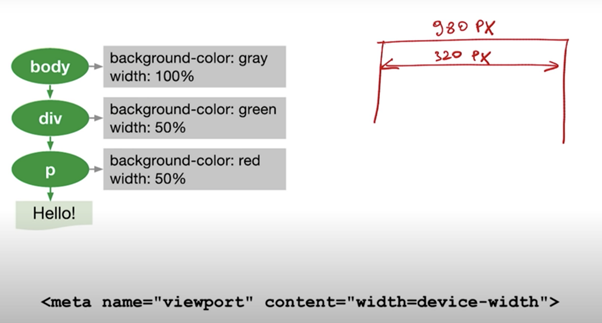 980 PX
320 PX
body
background-color: gray
width: 100%
div
background-color: green
width: 50%
p
background-color: red
width: 50%
Hello!
<meta name="viewport" content="width=device-width">